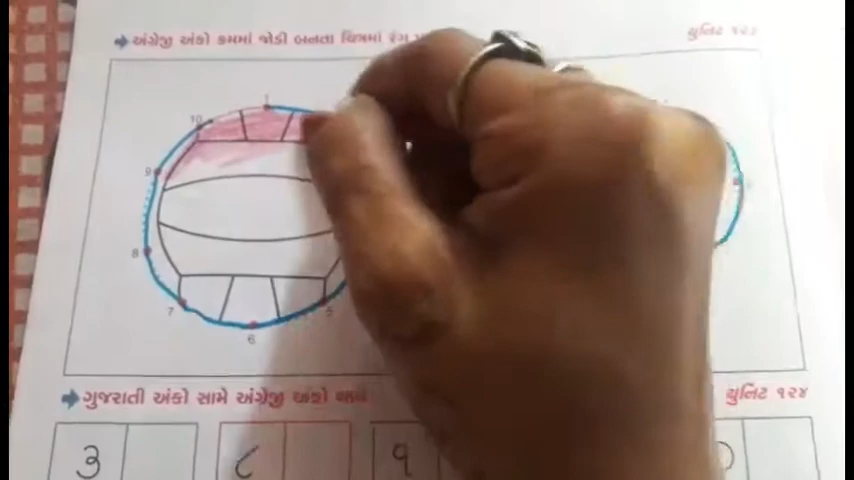 અંગ્રેજી અંકો ક્રમમાં જોડી બનતા ચિત્રમાં રંગ
યુનિટ ૧૨૩
1
10
9
8
7
5
6
ગુજરાતી અંકો સામે અંગ્રેજી અંકો
યુનિટ ૧૨૪
૩ ૮ ૧